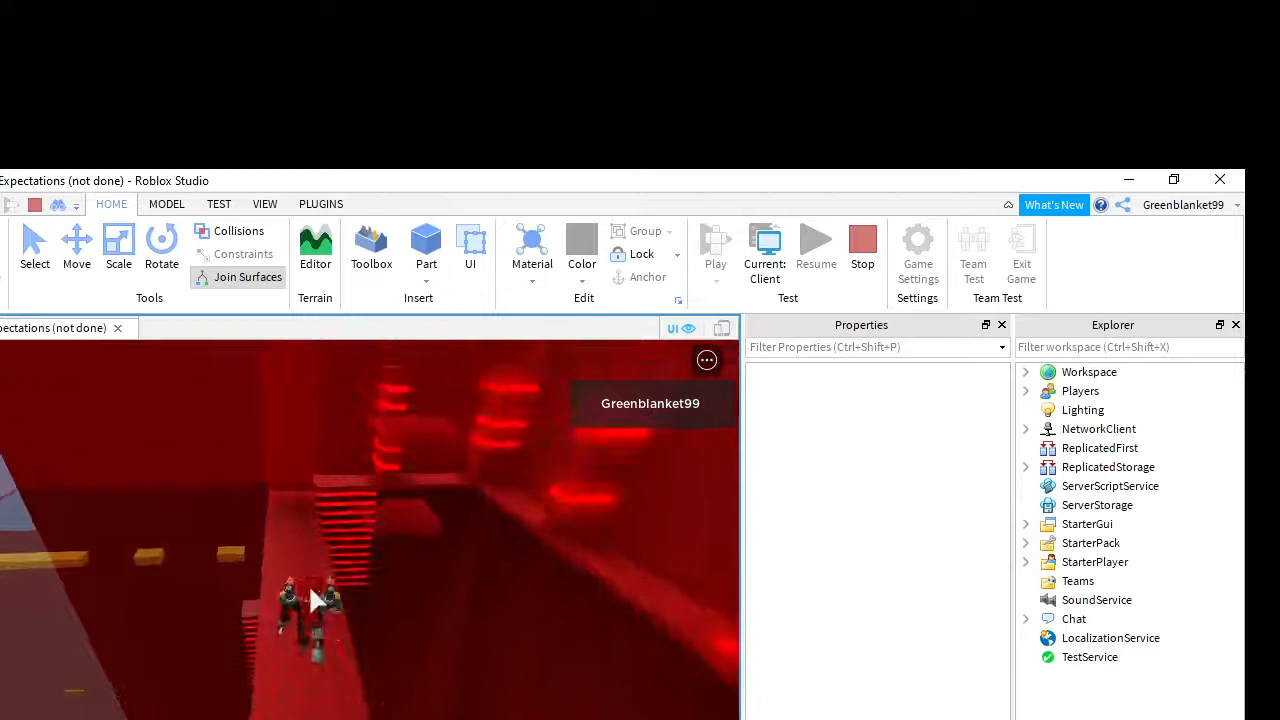 Expectations (not done) - Roblox Studio
HOME MODEL TEST VIEW PLUGINS What's New Greenblanket99
Select Move Scale Rotate
Collisions
Constraints
Join Surfaces
Tools
Editor
Terrain
Toolbox Part UI
Insert
Material Color
Group
Lock
Anchor
Edit
Play Current: Client Resume Stop
Test
Game Settings
Settings
Team Test Exit Game
Team Test
pectations (not done)
UI
Greenblanket99
Properties
Filter Properties (Ctrl+Shift+P)
Explorer
Filter workspace (Ctrl+Shift+X)
Workspace
Players
Lighting
NetworkClient
ReplicatedFirst
ReplicatedStorage
ServerScriptService
ServerStorage
StarterGui
StarterPack
StarterPlayer
Teams
SoundService
Chat
LocalizationService
TestService